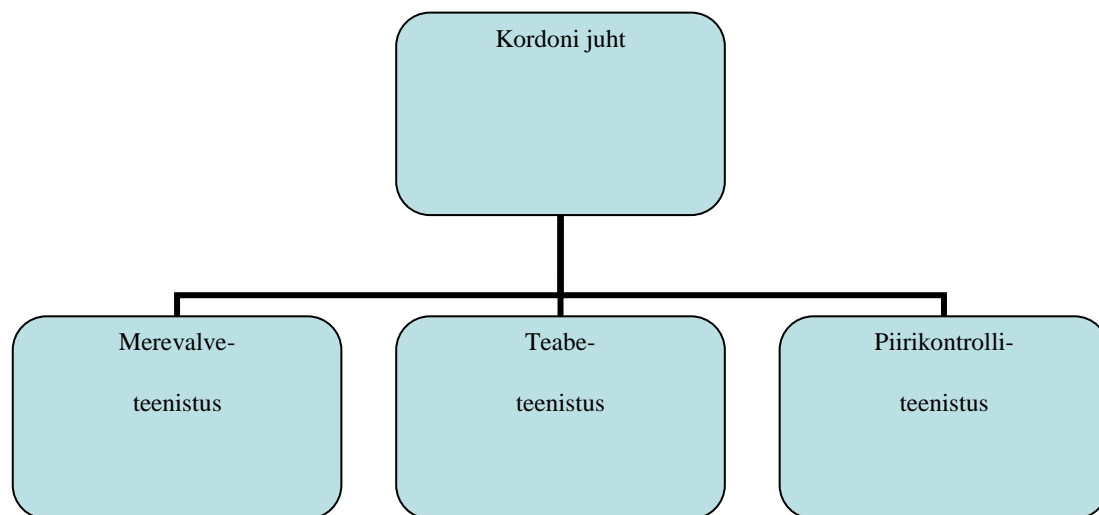 Kordoni juht
Merevalve-
teenistus
Teabe-
teenistus
Piirikontrolli-
teenistus